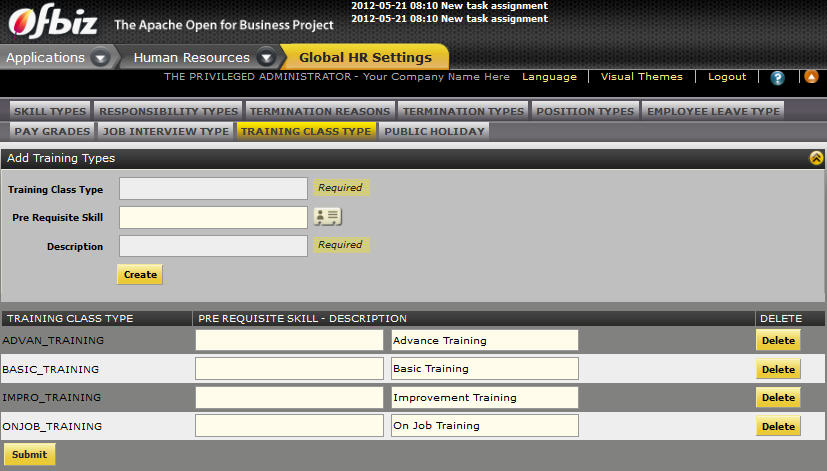 2012-05-21 08:10 New task assignment
2012-05-21 08:10 New task assignment
Ofbiz The Apache Open for Business Project
Applications Human Resources Global HR Settings
THE PRIVILEGED ADMINISTRATOR - Your Company Name Here Language Visual Themes Logout ?
SKILL TYPES RESPONSIBILITY TYPES TERMINATION REASONS TERMINATION TYPES POSITION TYPES EMPLOYEE LEAVE TYPE
PAY GRADES JOB INTERVIEW TYPE TRAINING CLASS TYPE PUBLIC HOLIDAY
Add Training Types
Training Class Type Required
Pre Requisite Skill
Description Required
Create
TRAINING CLASS TYPE PRE REQUISITE SKILL - DESCRIPTION DELETE
ADVAN_TRAINING Advance Training Delete
BASIC_TRAINING Basic Training Delete
IMPRO_TRAINING Improvement Training Delete
ONJOB_TRAINING On Job Training Delete
Submit